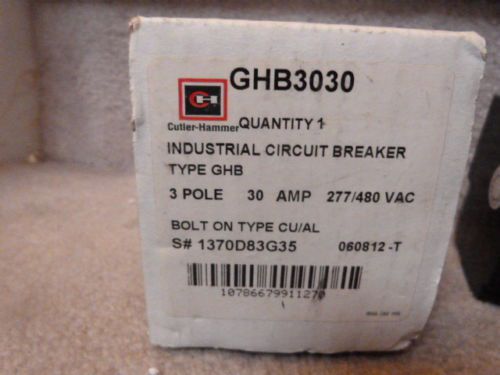 GHB3030
CH
Cutler-Hammer
QUANTITY 1
INDUSTRIAL CIRCUIT BREAKER
TYPE GHB
3 POLE 30 AMP 277/480 VAC
BOLT ON TYPE CU/AL
S# 1370D83G35 060812 -T
10786679911270